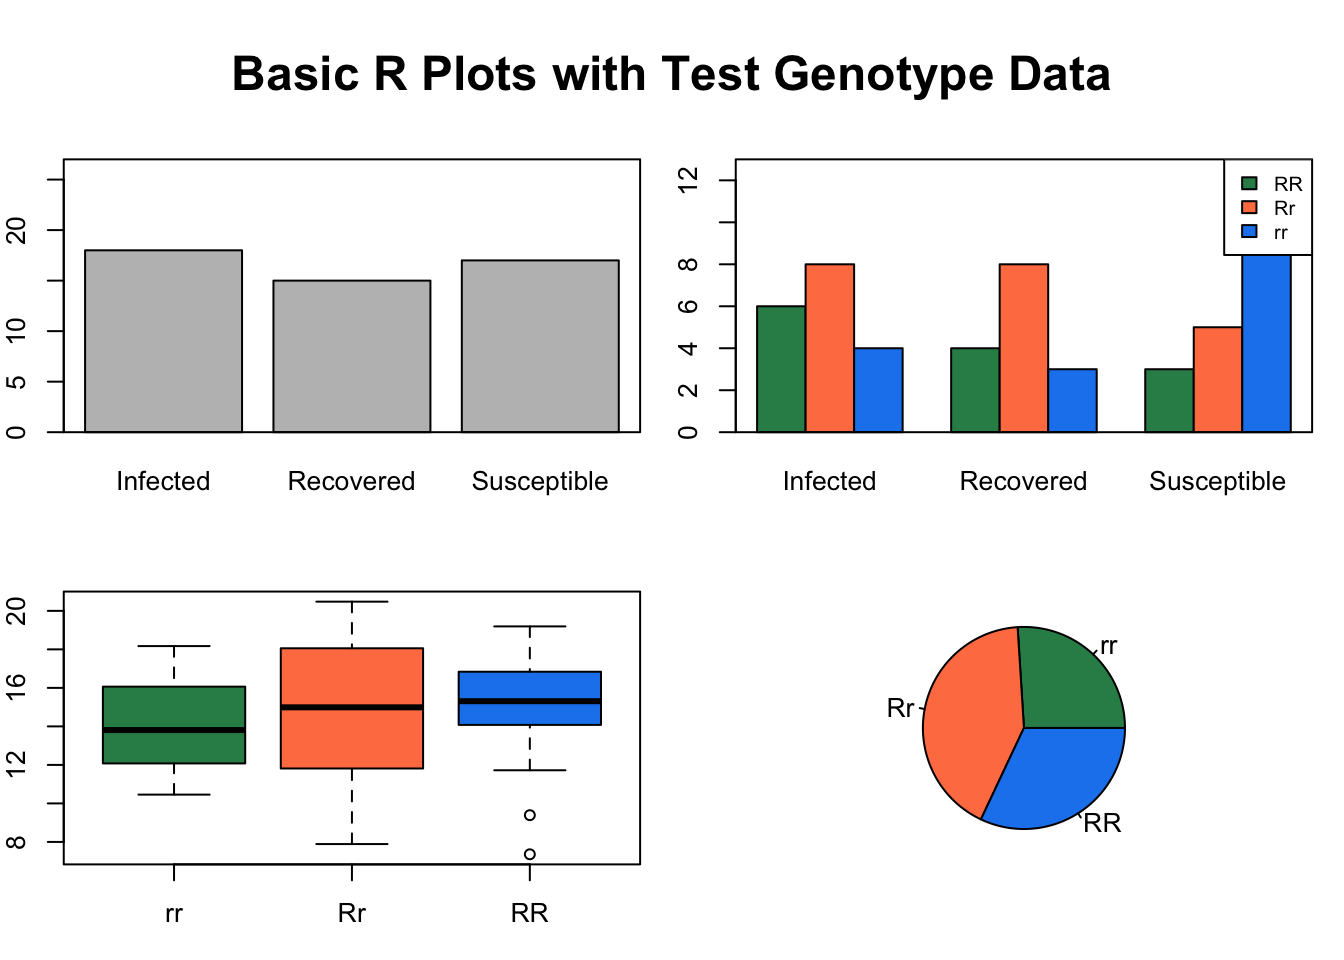 Basic R Plots with Test Genotype Data
20
10
5
0
Infected Recovered Susceptible
12
8
6
4
2
0
RR
Rr
rr
Infected Recovered Susceptible
20
16
12
8
rr Rr RR
rr
Rr
RR